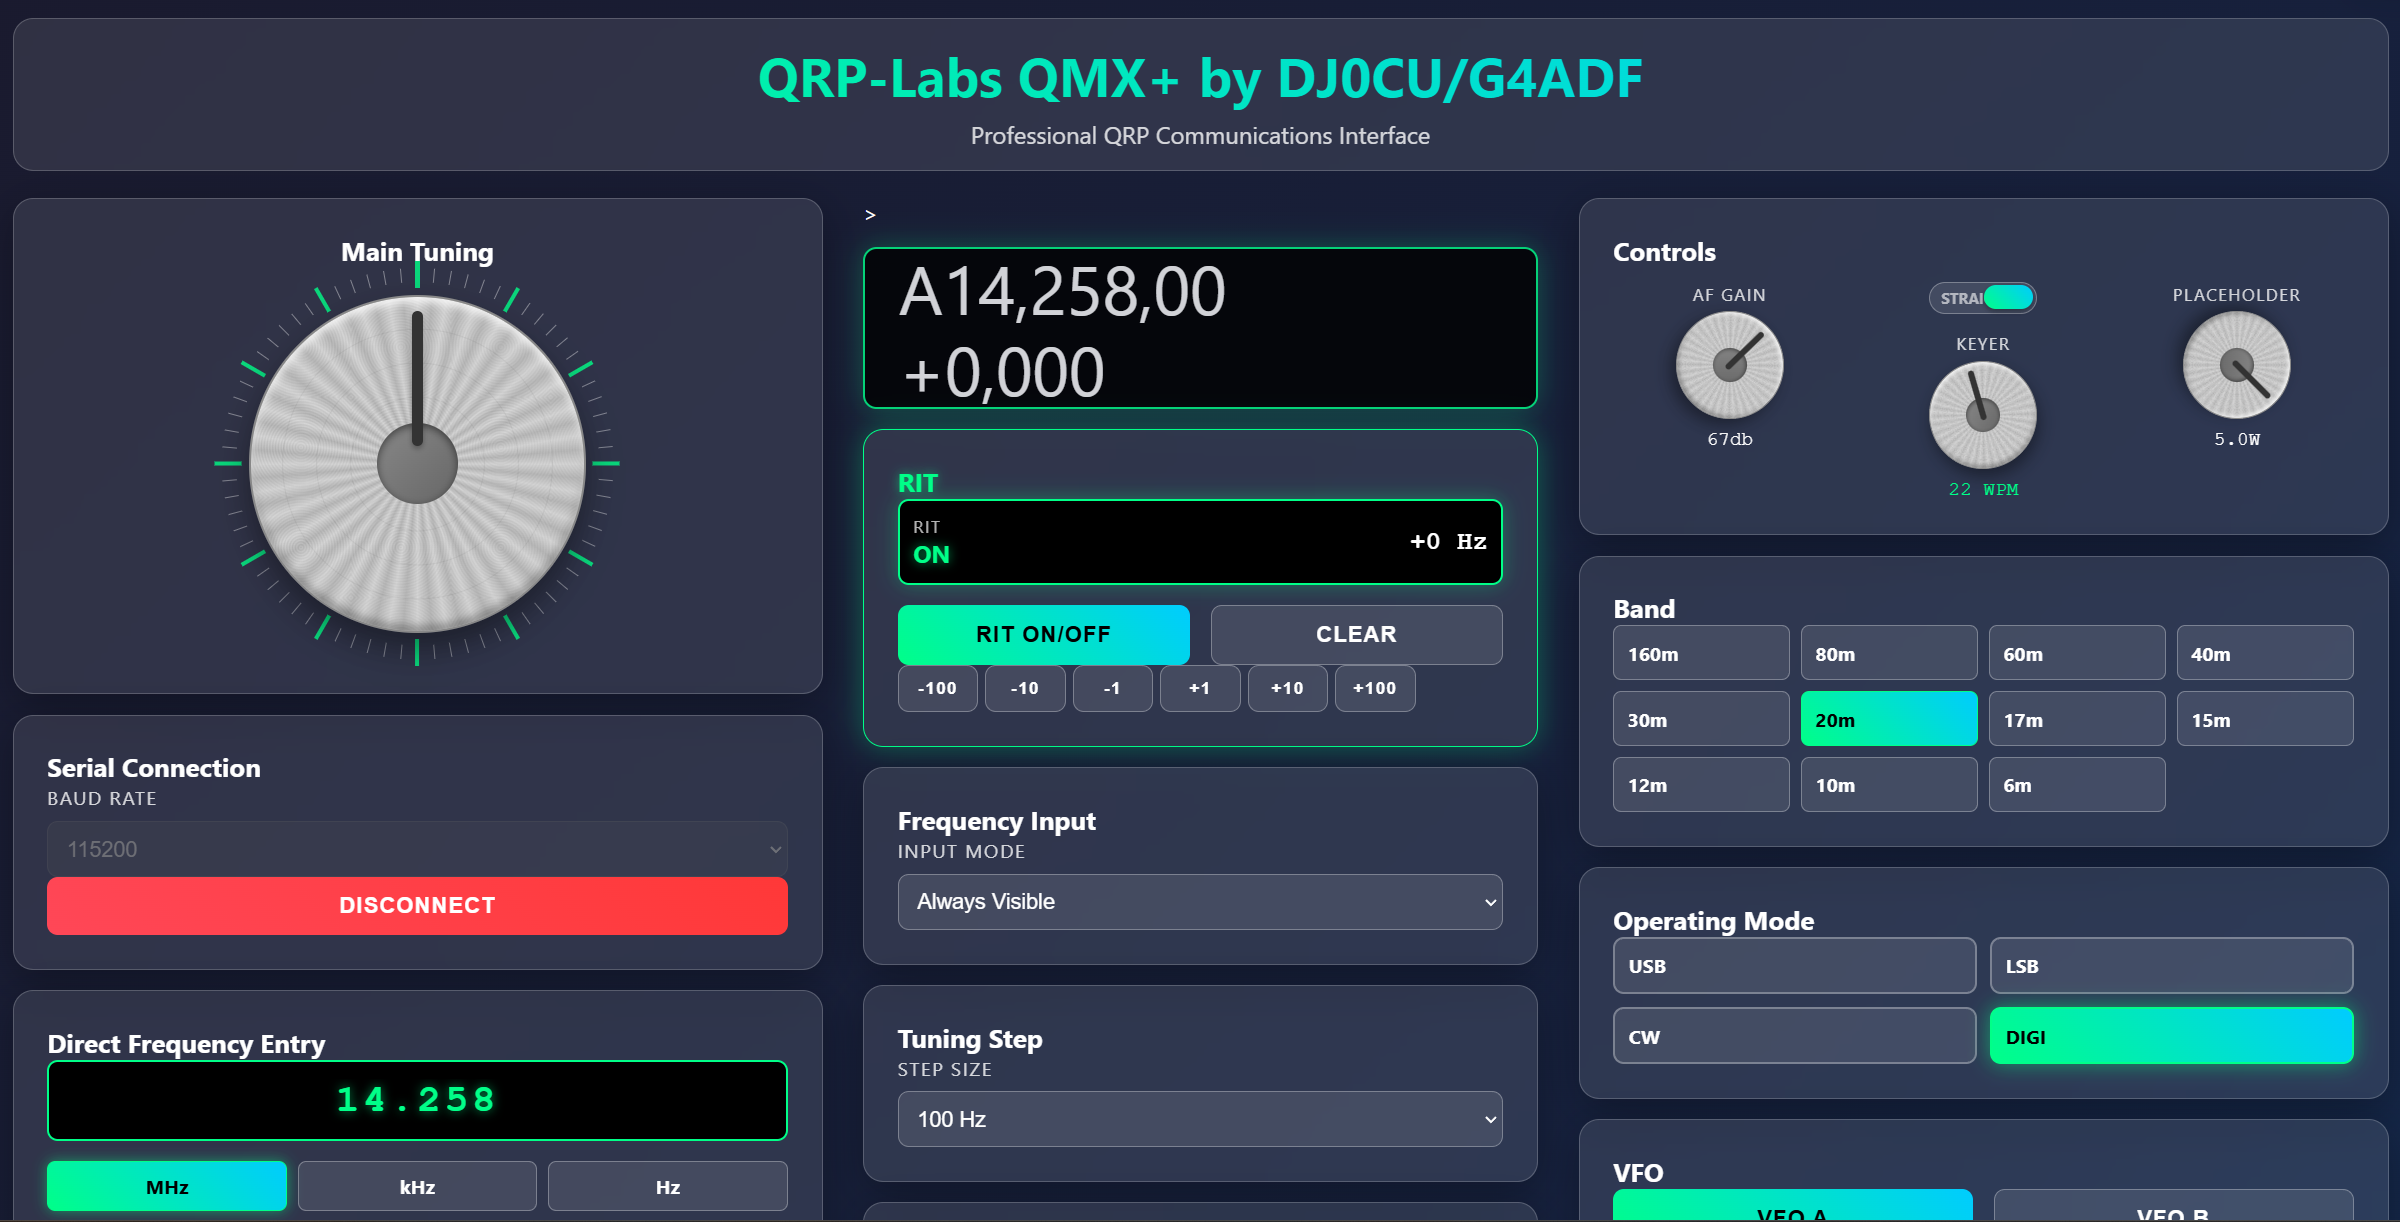 QRP-Labs QMX+ by DJ0CU/G4ADF
Professional QRP Communications Interface
Main Tuning
Serial Connection
BAUD RATE
115200
DISCONNECT
Direct Frequency Entry
14.258
MHz
kHz
Hz
>
A14,258,00
+0,000
RIT
RIT
ON
+0 Hz
RIT ON/OFF
CLEAR
-100
-10
-1
+1
+10
+100
Frequency Input
INPUT MODE
Always Visible
Tuning Step
STEP SIZE
100 Hz
Controls
AF GAIN
67db
STRAI
KEYER
22 WPM
PLACEHOLDER
5.0W
Band
160m
80m
60m
40m
30m
20m
17m
15m
12m
10m
6m
Operating Mode
USB
LSB
CW
DIGI
VFO
VFO A
VFO B